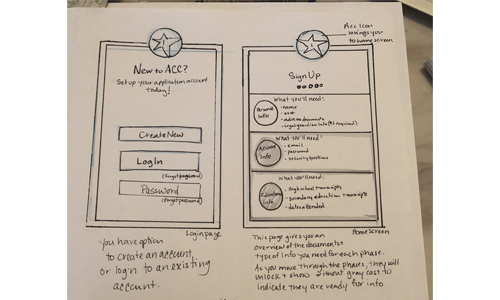 New to ACC?
Set up your application account
today!
Create New
Log In
(forgot password)
Password
(forgot password)
Login page
you have option
to create an account
or login to an existing
account.
Acc Icon
brings you
to home screen
Sign Up
What you'll need:
Personal
Info
- name
- address documents
- Legal guardian info (if required)
What you'll need:
Account
Info
- email
- password
- security questions
What you'll need:
Education
Info
- High school transcripts
- secondary education transcripts
- dates attended
Home Screen
This page gives you an
overview of the documents
type of info you need for each phase.
As you move through the phases, they will
unlock + show without gray cast to
indicate they are ready for info